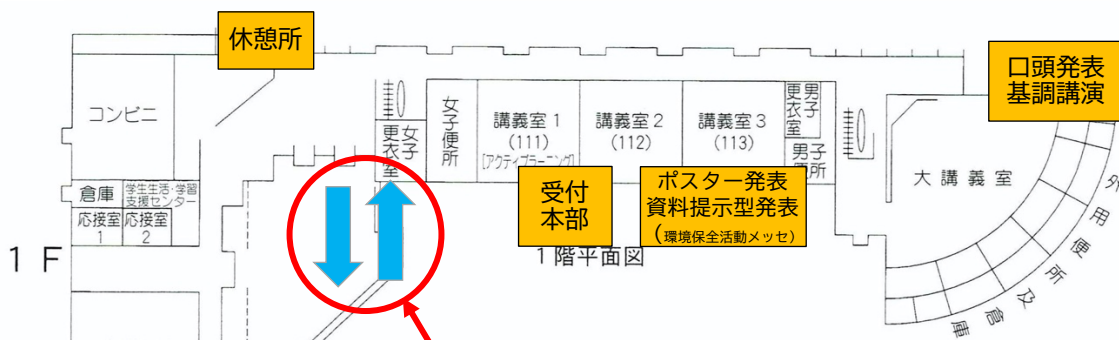 休憩所
口頭発表
基調講演
コンビニ
女子更衣室
女子便所
講義室1
(111)
[アクティブラーニング]
講義室2
(112)
講義室3
(113)
男子更衣室
男子便所
大講義室
倉庫
学生生活・学習
支援センター
応接室
1
応接室
2
受付
本部
ポスター発表
資料提示型発表
(環境保全活動メッセ)
1F
1階平面図
外用便所及倉庫